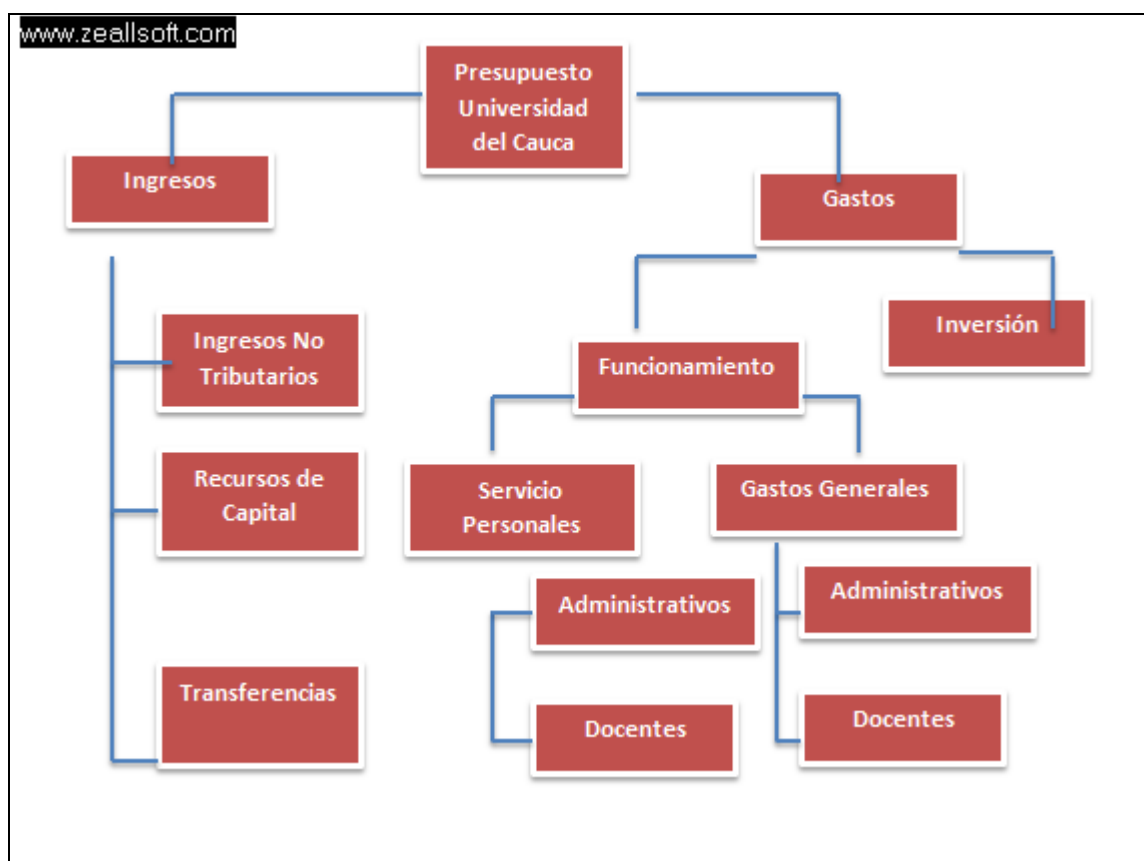 www.zeallsoft.com
Presupuesto
Universidad
del Cauca
Ingresos
Gastos
Ingresos No
Tributarios
Inversión
Funcionamiento
Recursos de
Capital
Servicio
Personales
Gastos Generales
Administrativos
Administrativos
Transferencias
Docentes
Docentes